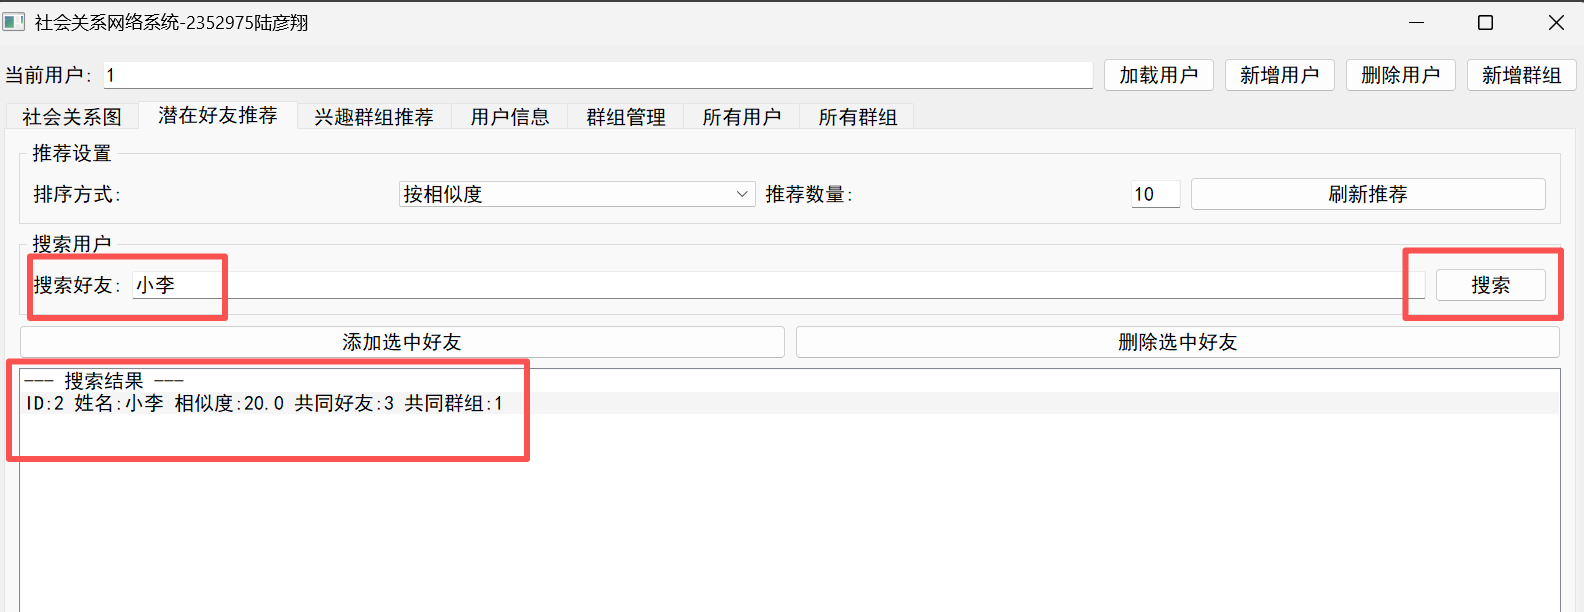 社会关系网络系统-2352975陆彦翔
当前用户: 1 加载用户 新增用户 删除用户 新增群组
社会关系图 潜在好友推荐 兴趣群组推荐 用户信息 群组管理 所有用户 所有群组
推荐设置
排序方式: 按相似度 推荐数量: 10 刷新推荐
搜索用户
搜索好友: 小李 搜索
添加选中好友 删除选中好友
--- 搜索结果 ---
ID:2 姓名:小李 相似度:20.0 共同好友:3 共同群组:1